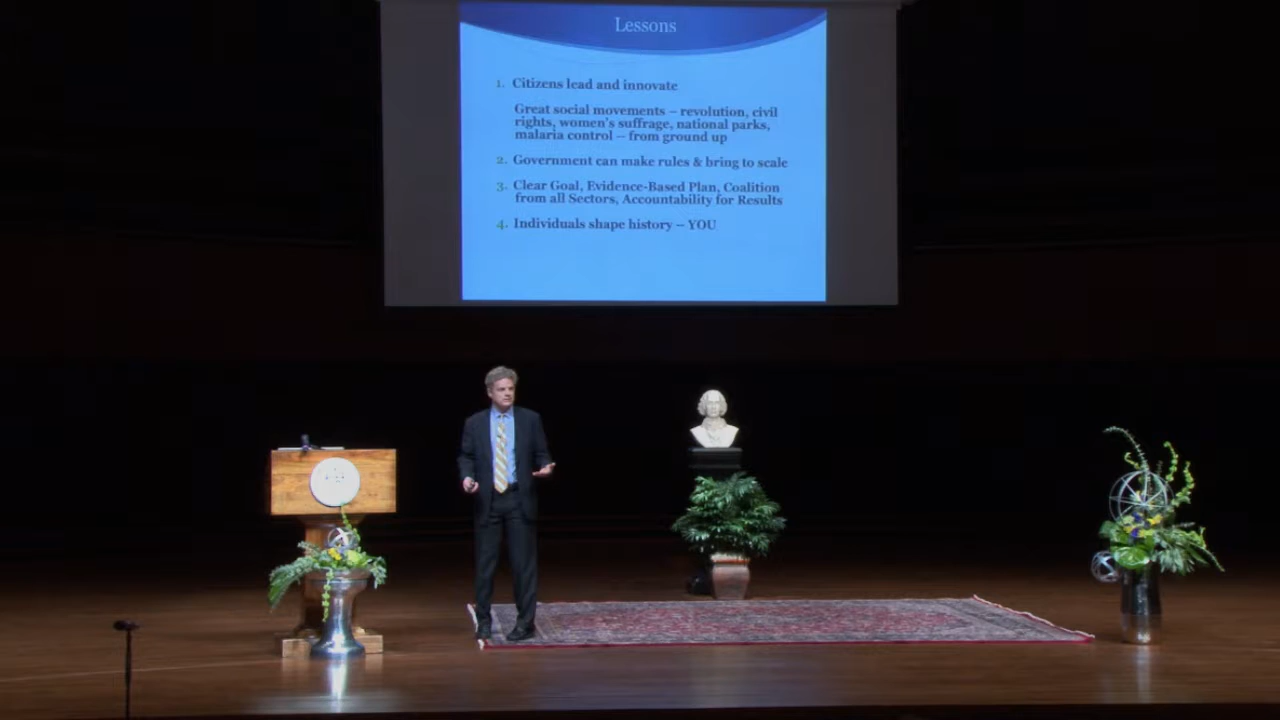 Lessons
1. Citizens lead and innovate
Great social movements – revolution, civil
rights, women's suffrage, national parks,
malaria control – from ground up
2. Government can make rules & bring to scale
3. Clear Goal, Evidence-Based Plan, Coalition
from all Sectors, Accountability for Results
4. Individuals shape history – YOU